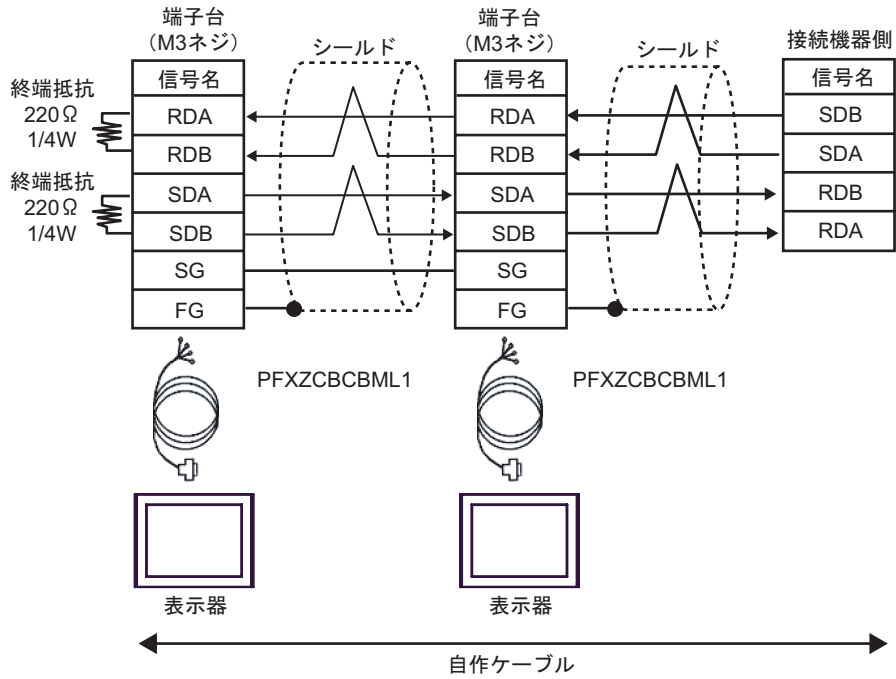 端子台
（M3ネジ）
シールド
端子台
（M3ネジ）
シールド
接続機器側
終端抵抗
220Ω
1/4W
終端抵抗
220Ω
1/4W
信号名
RDA
RDB
SDA
SDB
SG
FG
信号名
RDA
RDB
SDA
SDB
SG
FG
信号名
SDB
SDA
RDB
RDA
PFXZCBCBML1
PFXZCBCBML1
表示器
表示器
自作ケーブル